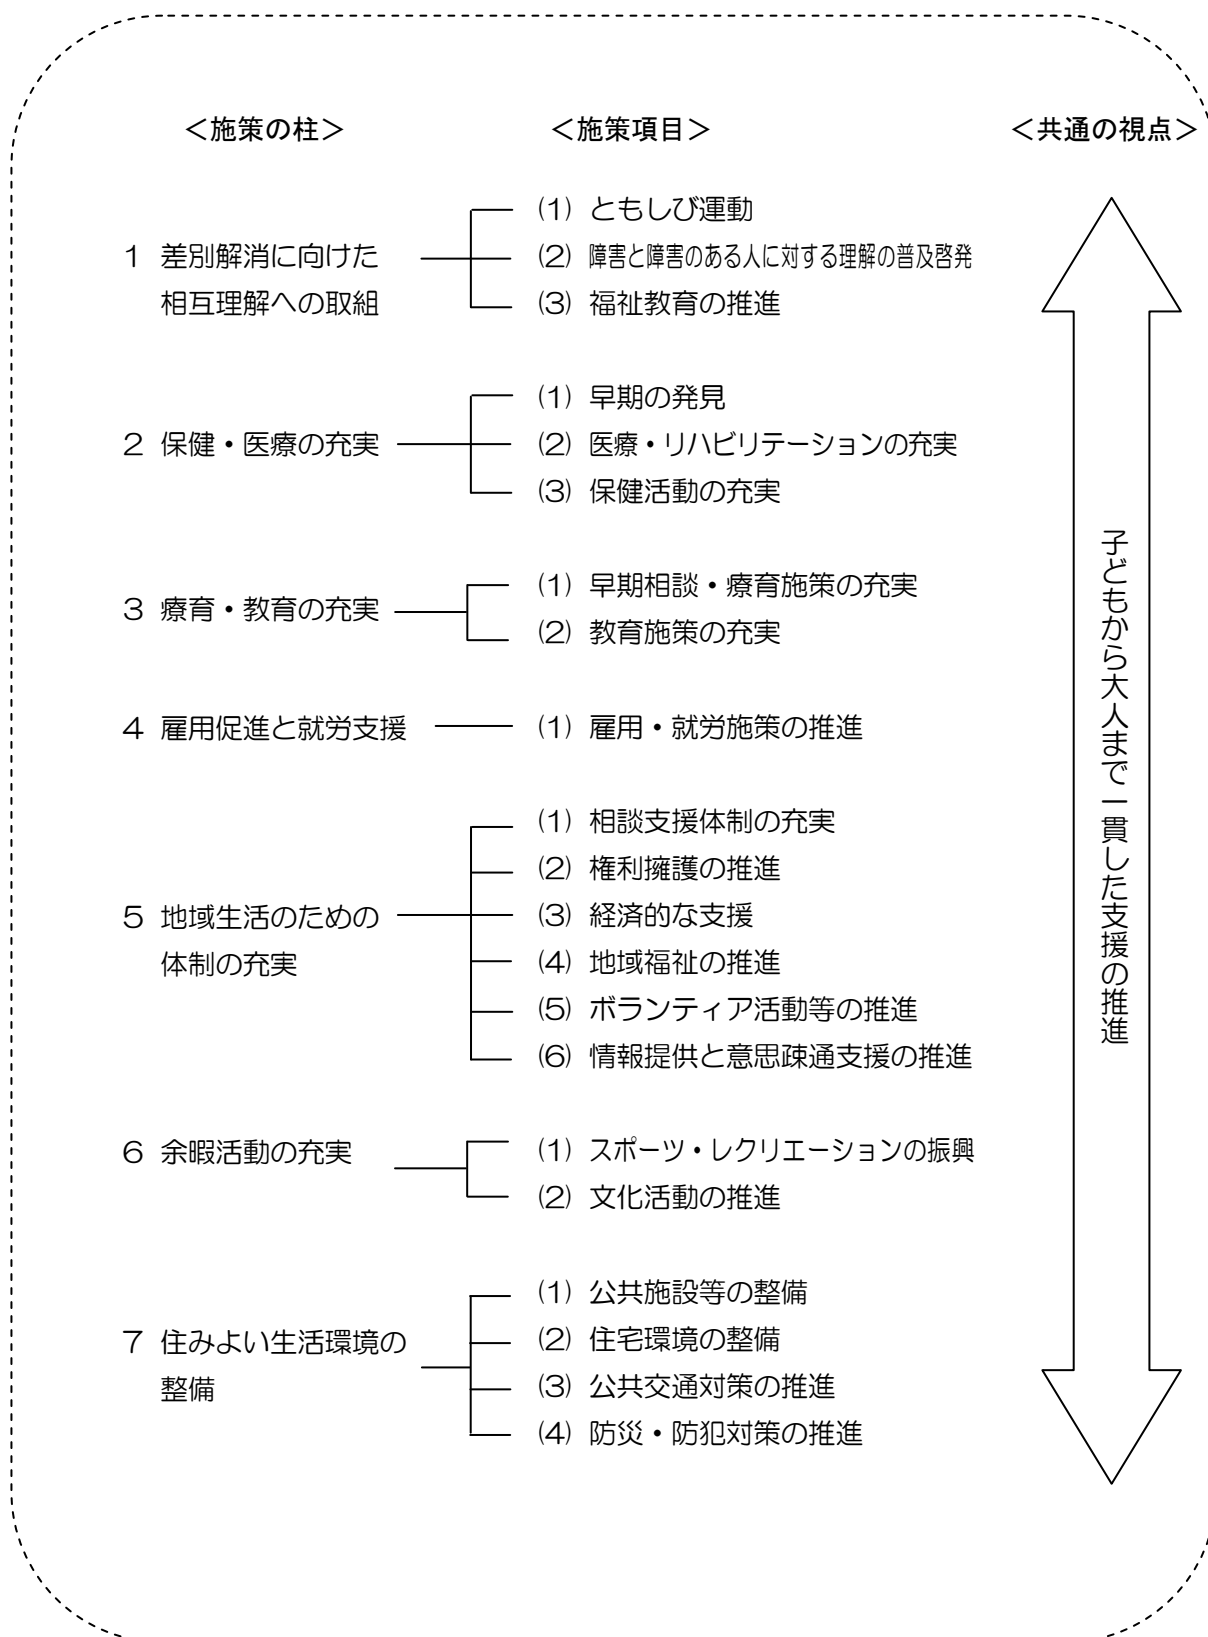 ＜施策の柱＞
＜施策項目＞
＜共通の視点＞
1 差別解消に向けた
相互理解への取組
(1) ともしび運動
(2) 障害と障害のある人に対する理解の普及啓発
(3) 福祉教育の推進
2 保健・医療の充実
(1) 早期の発見
(2) 医療・リハビリテーションの充実
(3) 保健活動の充実
3 療育・教育の充実
(1) 早期相談・療育施策の充実
(2) 教育施策の充実
4 雇用促進と就労支援
(1) 雇用・就労施策の推進
5 地域生活のための
体制の充実
(1) 相談支援体制の充実
(2) 権利擁護の推進
(3) 経済的な支援
(4) 地域福祉の推進
(5) ボランティア活動等の推進
(6) 情報提供と意思疎通支援の推進
6 余暇活動の充実
(1) スポーツ・レクリエーションの振興
(2) 文化活動の推進
7 住みよい生活環境の
整備
(1) 公共施設等の整備
(2) 住宅環境の整備
(3) 公共交通対策の推進
(4) 防災・防犯対策の推進
子どもから大人まで一貫した支援の推進